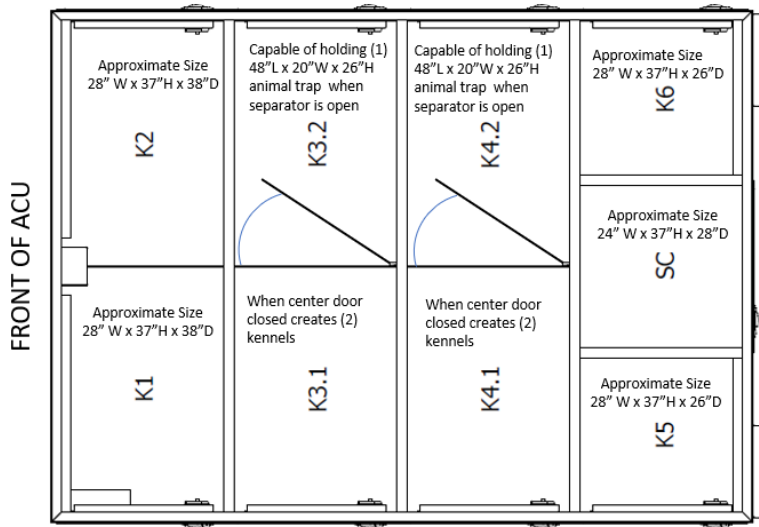 FRONT OF ACU
Approximate Size
28” W x 37”H x 38”D
K2
Capable of holding (1)
48”L x 20”W x 26”H
animal trap when
separator is open
K3.2
Capable of holding (1)
48”L x 20”W x 26”H
animal trap when
separator is open
K4.2
Approximate Size
28” W x 37”H x 26”D
K6
Approximate Size
24” W x 37”H x 28”D
SC
Approximate Size
28” W x 37”H x 38”D
K1
When center door
closed creates (2)
kennels
K3.1
When center door
closed creates (2)
kennels
K4.1
Approximate Size
28” W x 37”H x 26”D
K5